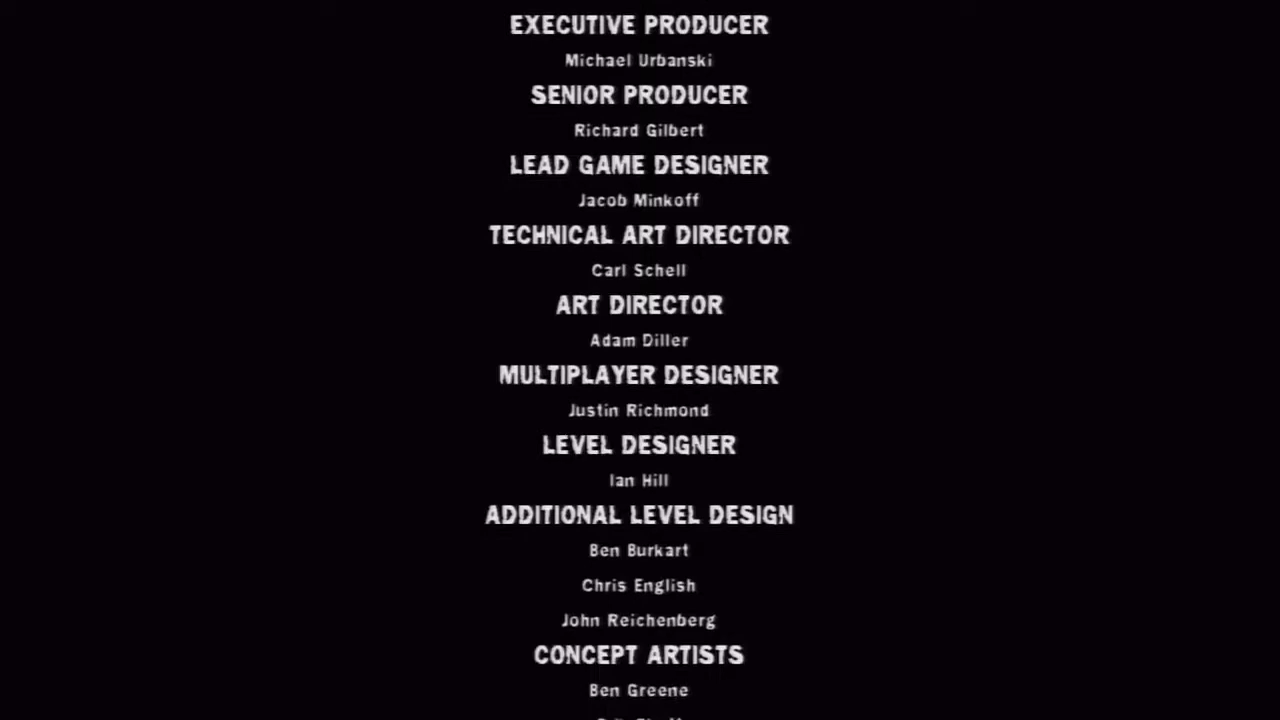 EXECUTIVE PRODUCER
Michael Urbanski
SENIOR PRODUCER
Richard Gilbert
LEAD GAME DESIGNER
Jacob Minkoff
TECHNICAL ART DIRECTOR
Carl Schell
ART DIRECTOR
Adam Diller
MULTIPLAYER DESIGNER
Justin Richmond
LEVEL DESIGNER
Ian Hill
ADDITIONAL LEVEL DESIGN
Ben Burkart
Chris English
John Reichenberg
CONCEPT ARTISTS
Ben Greene